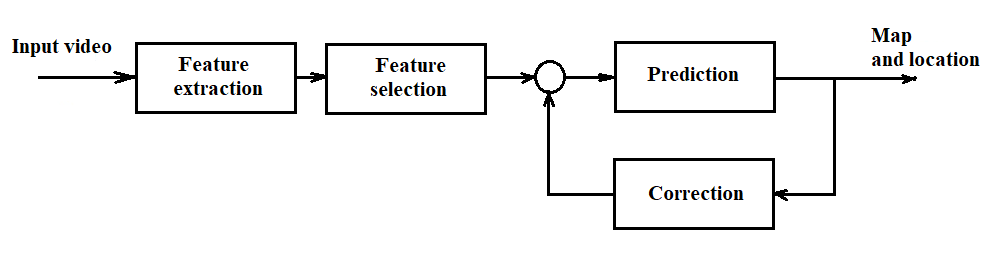 Input video
Feature
extraction
Feature
selection
Prediction
Map
and location
Correction